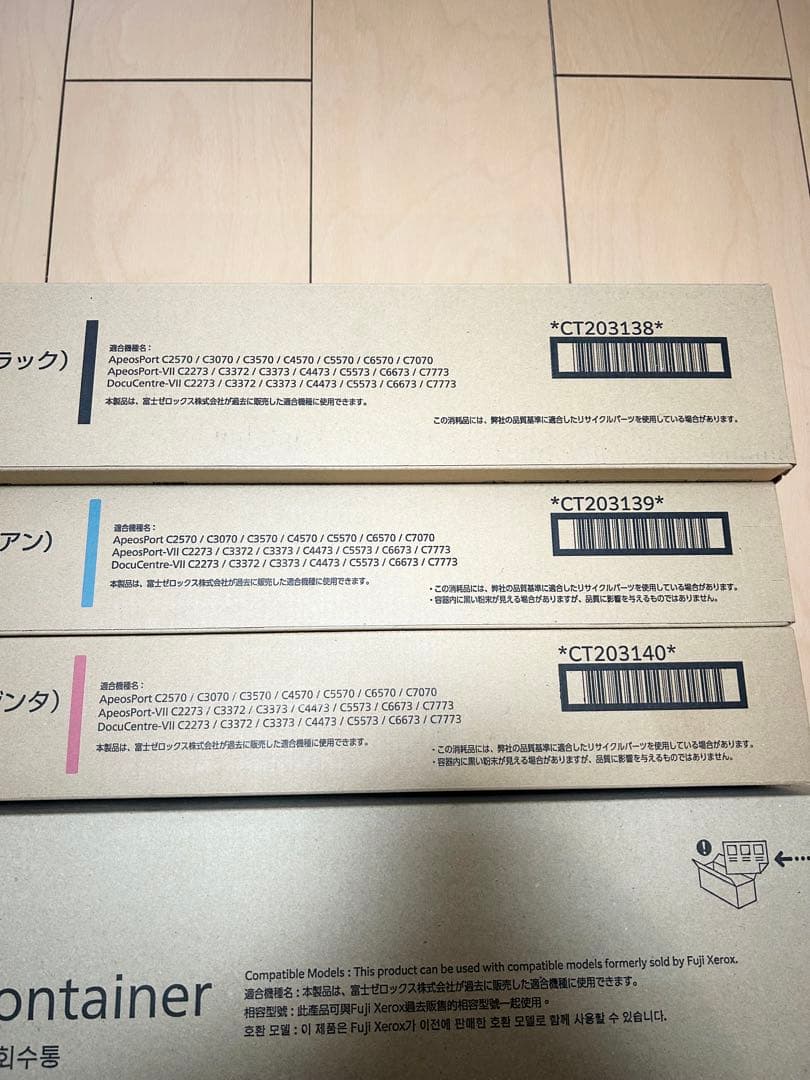 ラック)
適合機種名：
ApeosPort C2570 / C3070 / C3570 / C4570 / C5570 / C6570 / C7070
ApeosPort-VII C2273 / C3372 / C3373 / C4473 / C5573 / C6673 / C7773
DocuCentre-VII C2273 / C3372 / C3373 / C4473 / C5573 / C6673 / C7773
本製品は、富士ゼロックス株式会社が過去に販売した適合機種に使用できます。
*CT203138*
この消耗品には、弊社の品質基準に適合したリサイクルパーツを使用している場合があります。
アン)
適合機種名：
ApeosPort C2570 / C3070 / C3570 / C4570 / C5570 / C6570 / C7070
ApeosPort-VII C2273 / C3372 / C3373 / C4473 / C5573 / C6673 / C7773
DocuCentre-VII C2273 / C3372 / C3373 / C4473 / C5573 / C6673 / C7773
本製品は、富士ゼロックス株式会社が過去に販売した適合機種に使用できます。
*CT203139*
・この消耗品には、弊社の品質基準に適合したリサイクルパーツを使用している場合があります。
・容器内に黒い粉末が見える場合がありますが、品質に影響を与えるものではありません。
ンタ)
適合機種名：
ApeosPort C2570 / C3070 / C3570 / C4570 / C5570 / C6570 / C7070
ApeosPort-VII C2273 / C3372 / C3373 / C4473 / C5573 / C6673 / C7773
DocuCentre-VII C2273 / C3372 / C3373 / C4473 / C5573 / C6673 / C7773
本製品は、富士ゼロックス株式会社が過去に販売した適合機種に使用できます。
*CT203140*
・この消耗品には、弊社の品質基準に適合したリサイクルパーツを使用している場合があります。
・容器内に黒い粉末が見える場合がありますが、品質に影響を与えるものではありません。
ontainer
회수통
Compatible Models : This product can be used with compatible models formerly sold by Fuji Xerox.
適合機種名：本製品は、富士ゼロックス株式会社が過去に販売した適合機種に使用できます。
相容型號：此產品可與Fuji Xerox過去販售的相容型號一起使用。
호환 모델 : 이 제품은 Fuji Xerox가 이전에 판매한 호환 모델로 함께 사용할 수 있습니다.